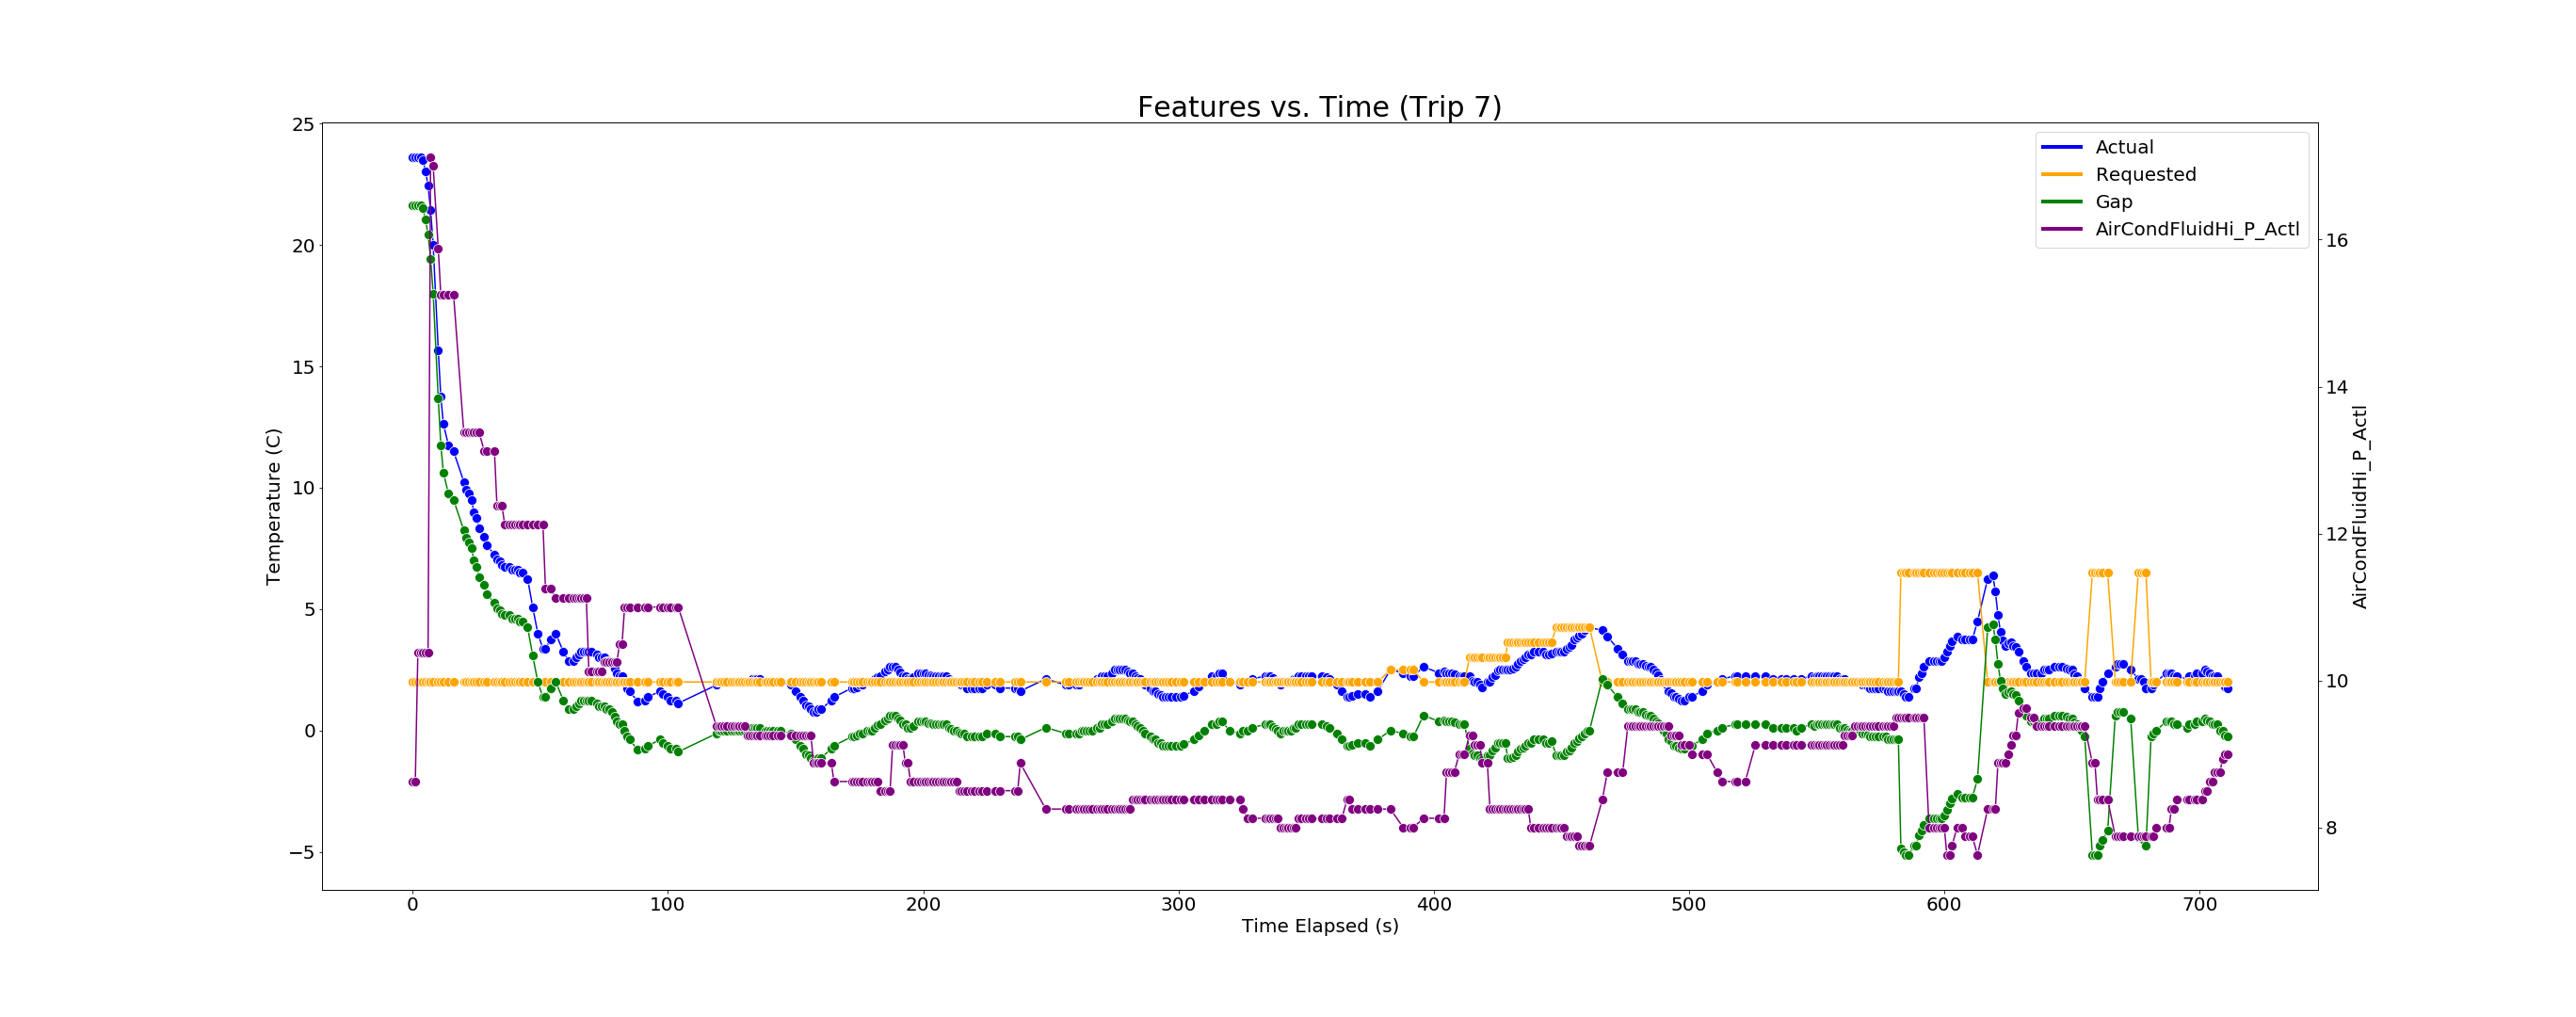 Features vs. Time (Trip 7)
Actual
Requested
Gap
AirCondFluidHi_P_Actl
Temperature (C)
25
20
15
10
5
0
−5
16
14
12
10
8
AirCondFluidHi_P_Actl
0 100 200 300 400 500 600 700
Time Elapsed (s)